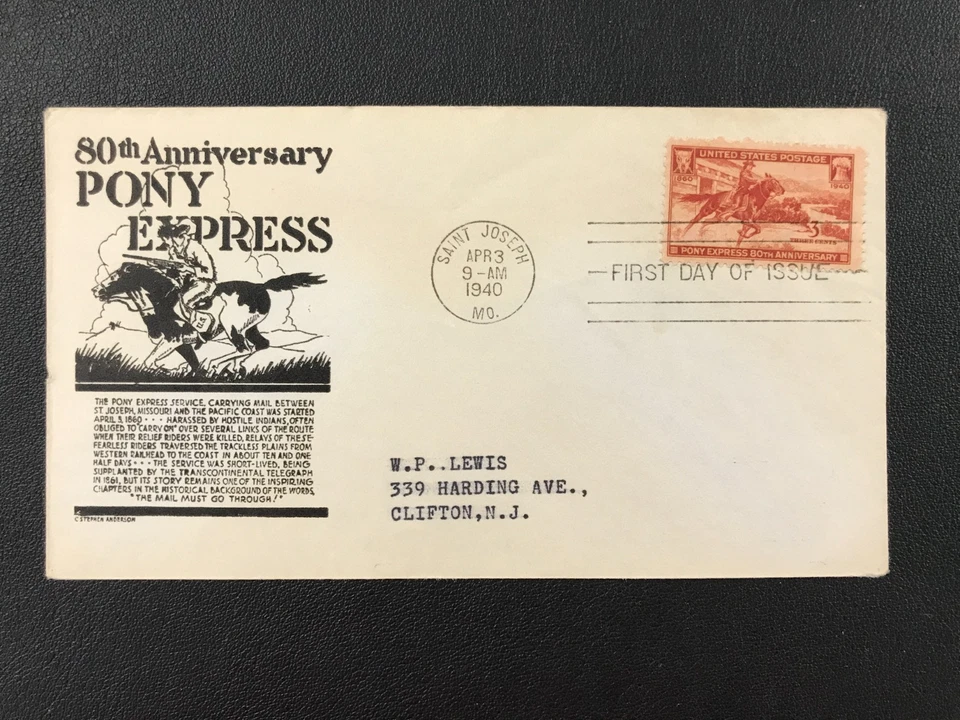 80th Anniversary
PONY
EXPRESS
THE PONY EXPRESS SERVICE, CARRYING MAIL BETWEEN
ST. JOSEPH, MISSOURI AND THE PACIFIC COAST WAS STARTED
APRIL 3, 1860 · · · HARASSED BY HOSTILE INDIANS, OFTEN
OBLIGED TO "CARRY ON" OVER SEVERAL LINKS OF THE ROUTE
WHEN THEIR RELIEF RIDERS WERE KILLED, RELAYS OF THESE
FEARLESS RIDERS TRAVERSED THE TRACKLESS PLAINS FROM
WESTERN RAILHEAD TO THE COAST IN ABOUT TEN AND ONE
HALF DAYS · · · THE SERVICE WAS SHORT-LIVED, BEING
SUPPLANTED BY THE TRANSCONTINENTAL TELEGRAPH
IN 1861, BUT ITS STORY REMAINS ONE OF THE INSPIRING
CHAPTERS IN THE HISTORICAL BACKGROUND OF THE WORDS,
"THE MAIL MUST GO THROUGH!"
C STEPHEN ANDERSON
SAINT JOSEPH
APR 3
9-AM
1940
MO.
UNITED STATES POSTAGE
1860
1940
3
THREE CENTS
PONY EXPRESS 80TH ANNIVERSARY
FIRST DAY OF ISSUE
W.P..LEWIS
339 HARDING AVE.,
CLIFTON,N.J.